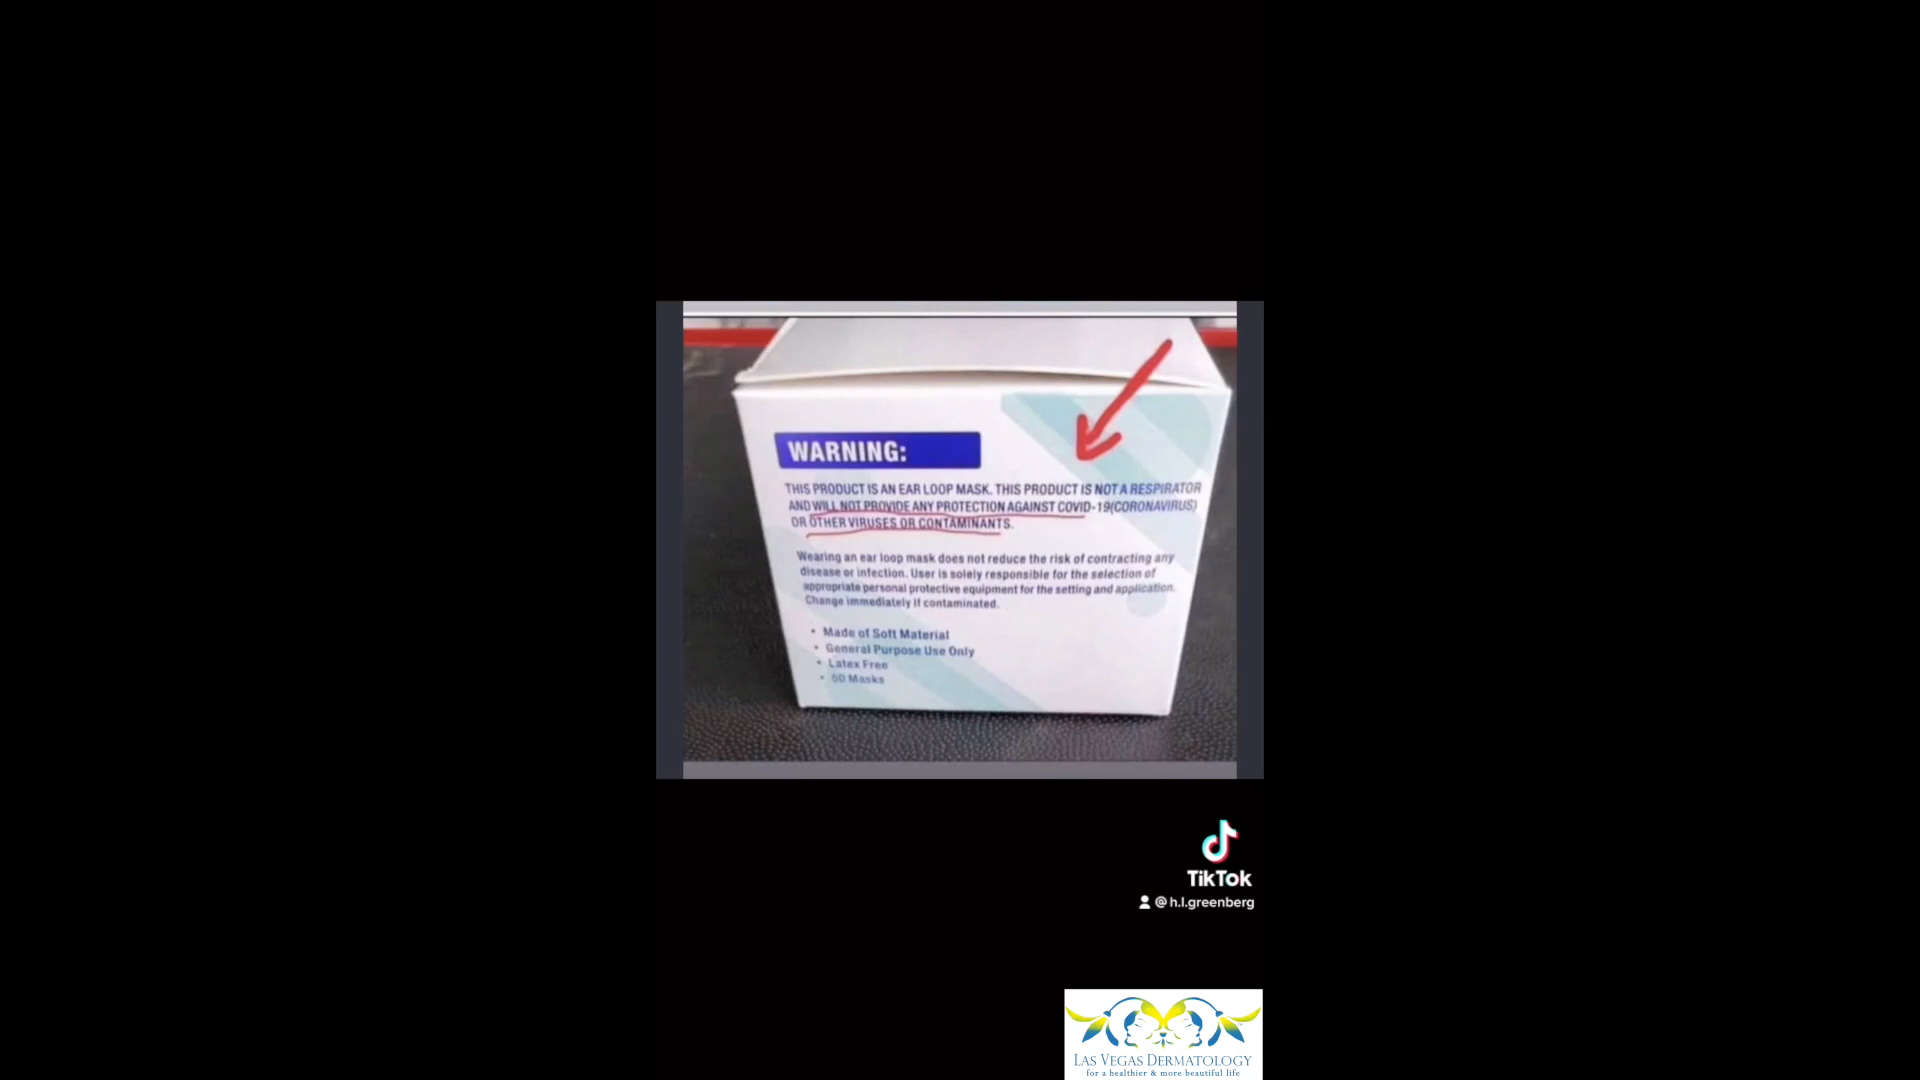 WARNING:
THIS PRODUCT IS AN EAR LOOP MASK. THIS PRODUCT IS NOT A RESPIRATOR
AND WILL NOT PROVIDE ANY PROTECTION AGAINST COVID-19(CORONAVIRUS)
OR OTHER VIRUSES OR CONTAMINANTS.
Wearing an ear loop mask does not reduce the risk of contracting any
disease or infection. User is solely responsible for the selection of
appropriate personal protective equipment for the setting and application.
Change immediately if contaminated.
• Made of Soft Material
• General Purpose Use Only
• Latex Free
• 50 Masks
TikTok
@h.l.greenberg
LAS VEGAS DERMATOLOGY
for a healthier & more beautiful life